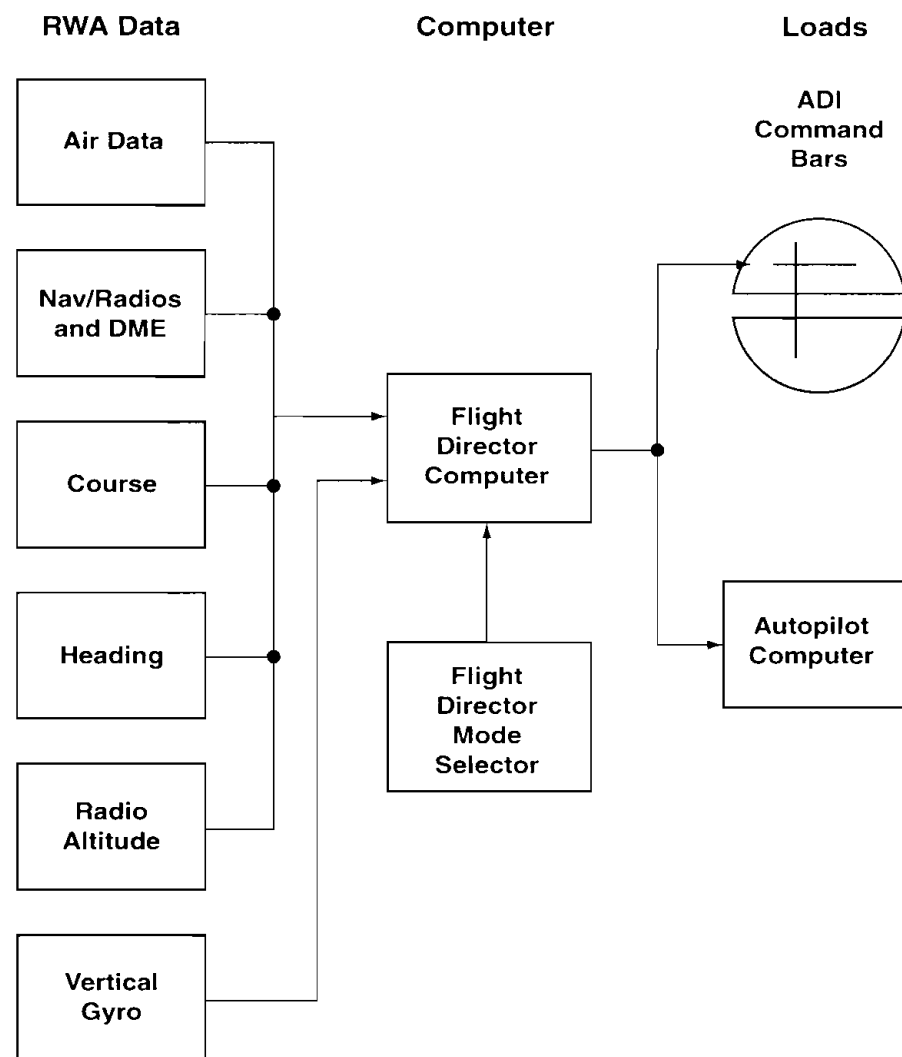 RWA Data
Computer
Loads
Air Data
Nav/Radios
and DME
Course
Heading
Radio
Altitude
Vertical
Gyro
Flight
Director
Computer
Flight
Director
Mode
Selector
ADI
Command
Bars
Autopilot
Computer